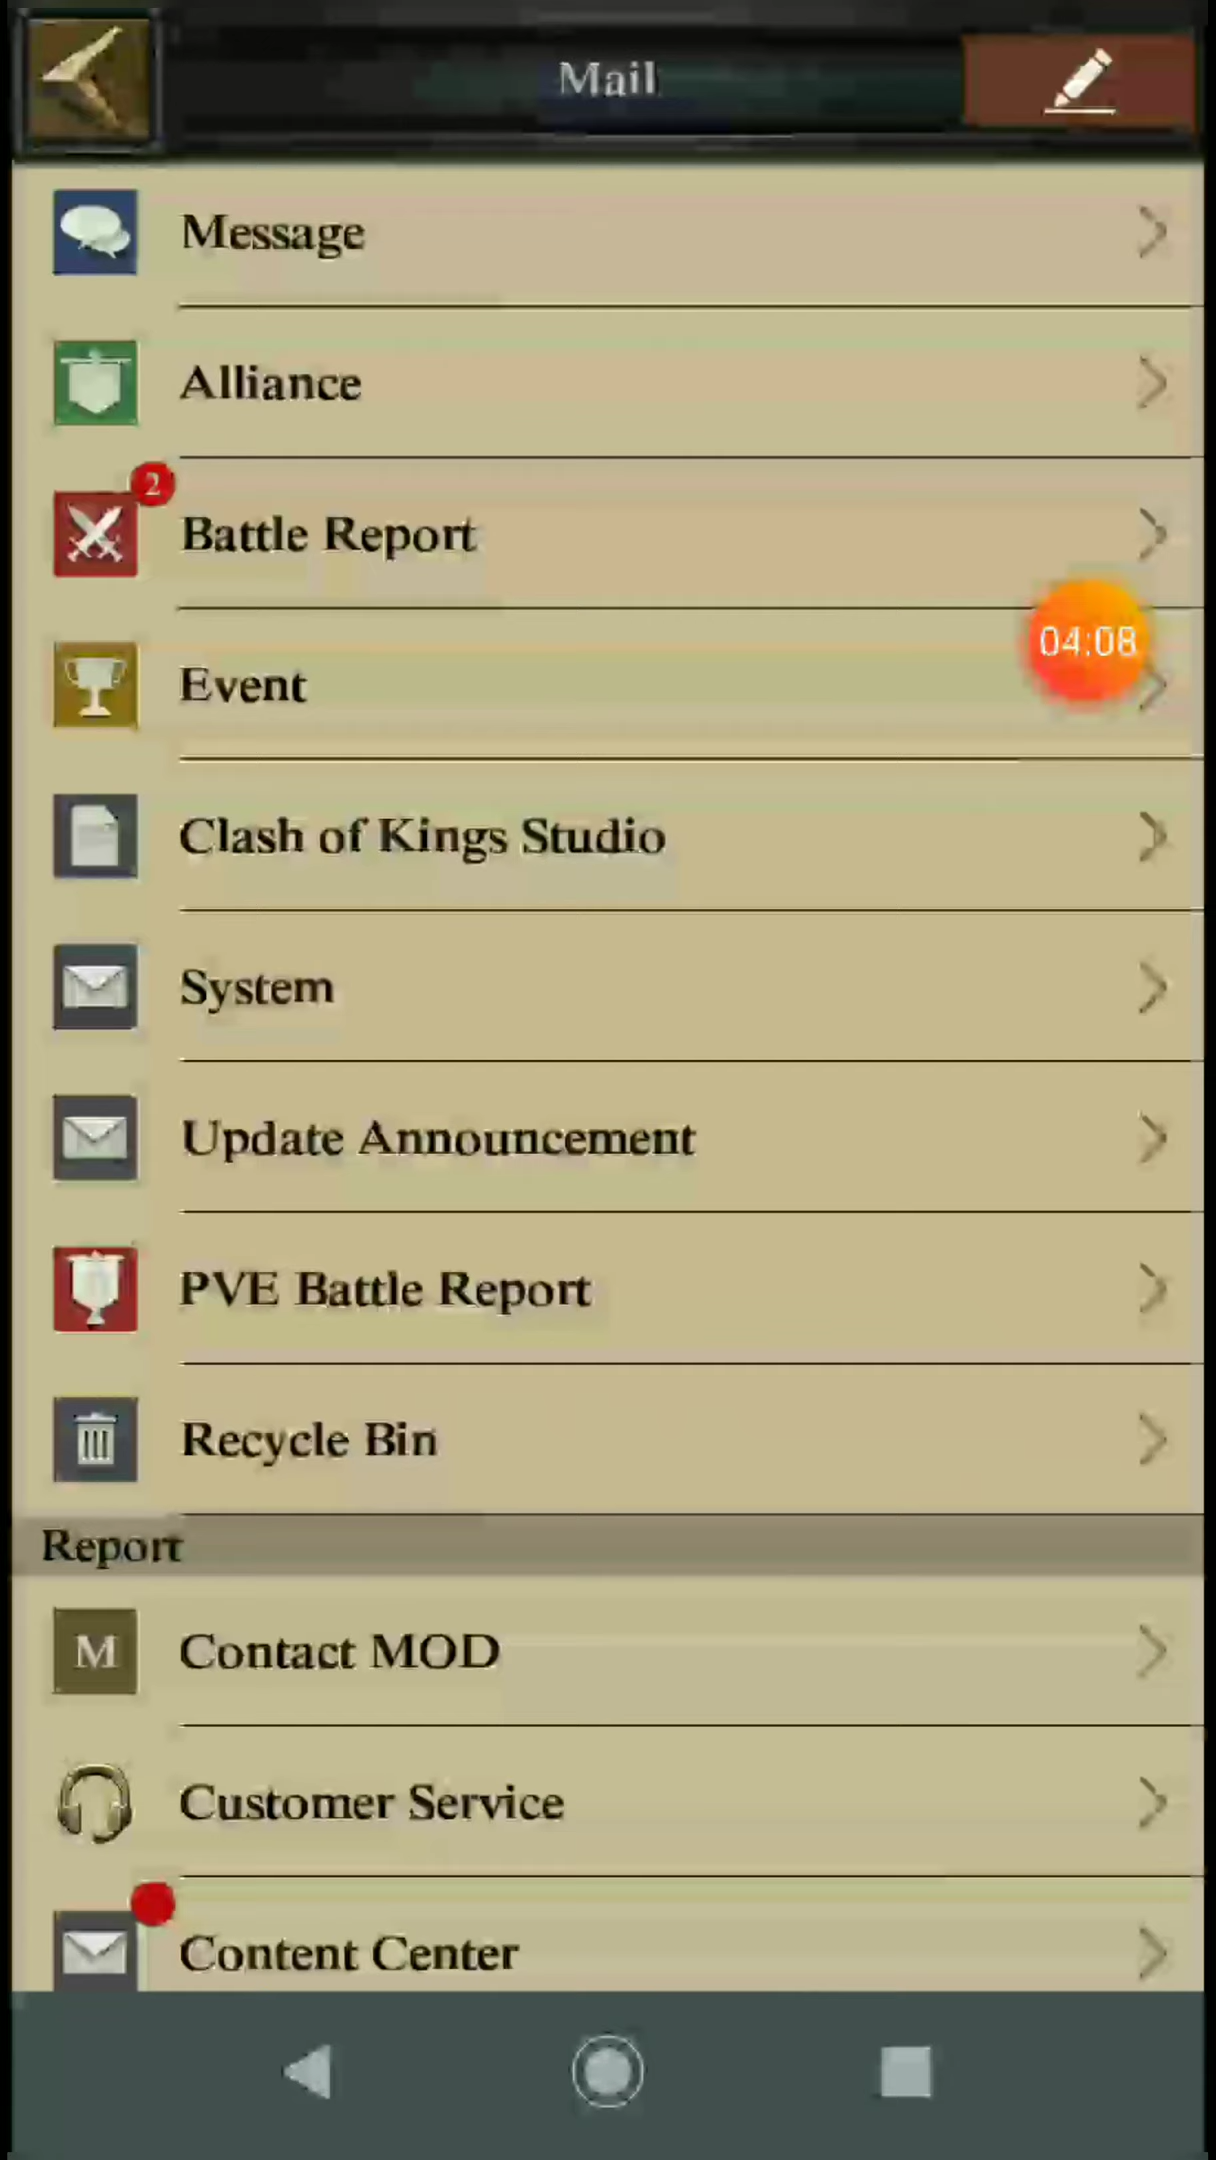 Mail
Message
Alliance
2
Battle Report
04:08
Event
Clash of Kings Studio
System
Update Announcement
PVE Battle Report
Recycle Bin
Report
M
Contact MOD
Customer Service
Content Center